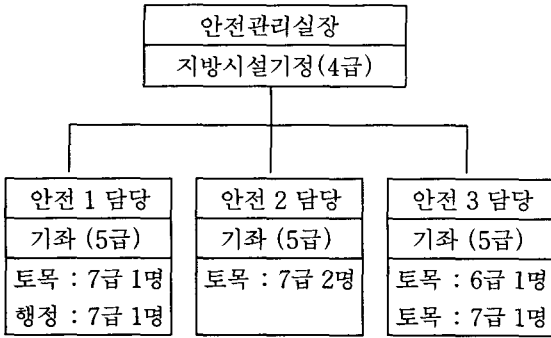 안전관리실장
지방시설기정(4급)
안전 1 담당
기좌 (5급)
토목 : 7급 1명
행정 : 7급 1명
안전 2 담당
기좌 (5급)
토목 : 7급 2명
안전 3 담당
기좌 (5급)
토목 : 6급 1명
토목 : 7급 1명